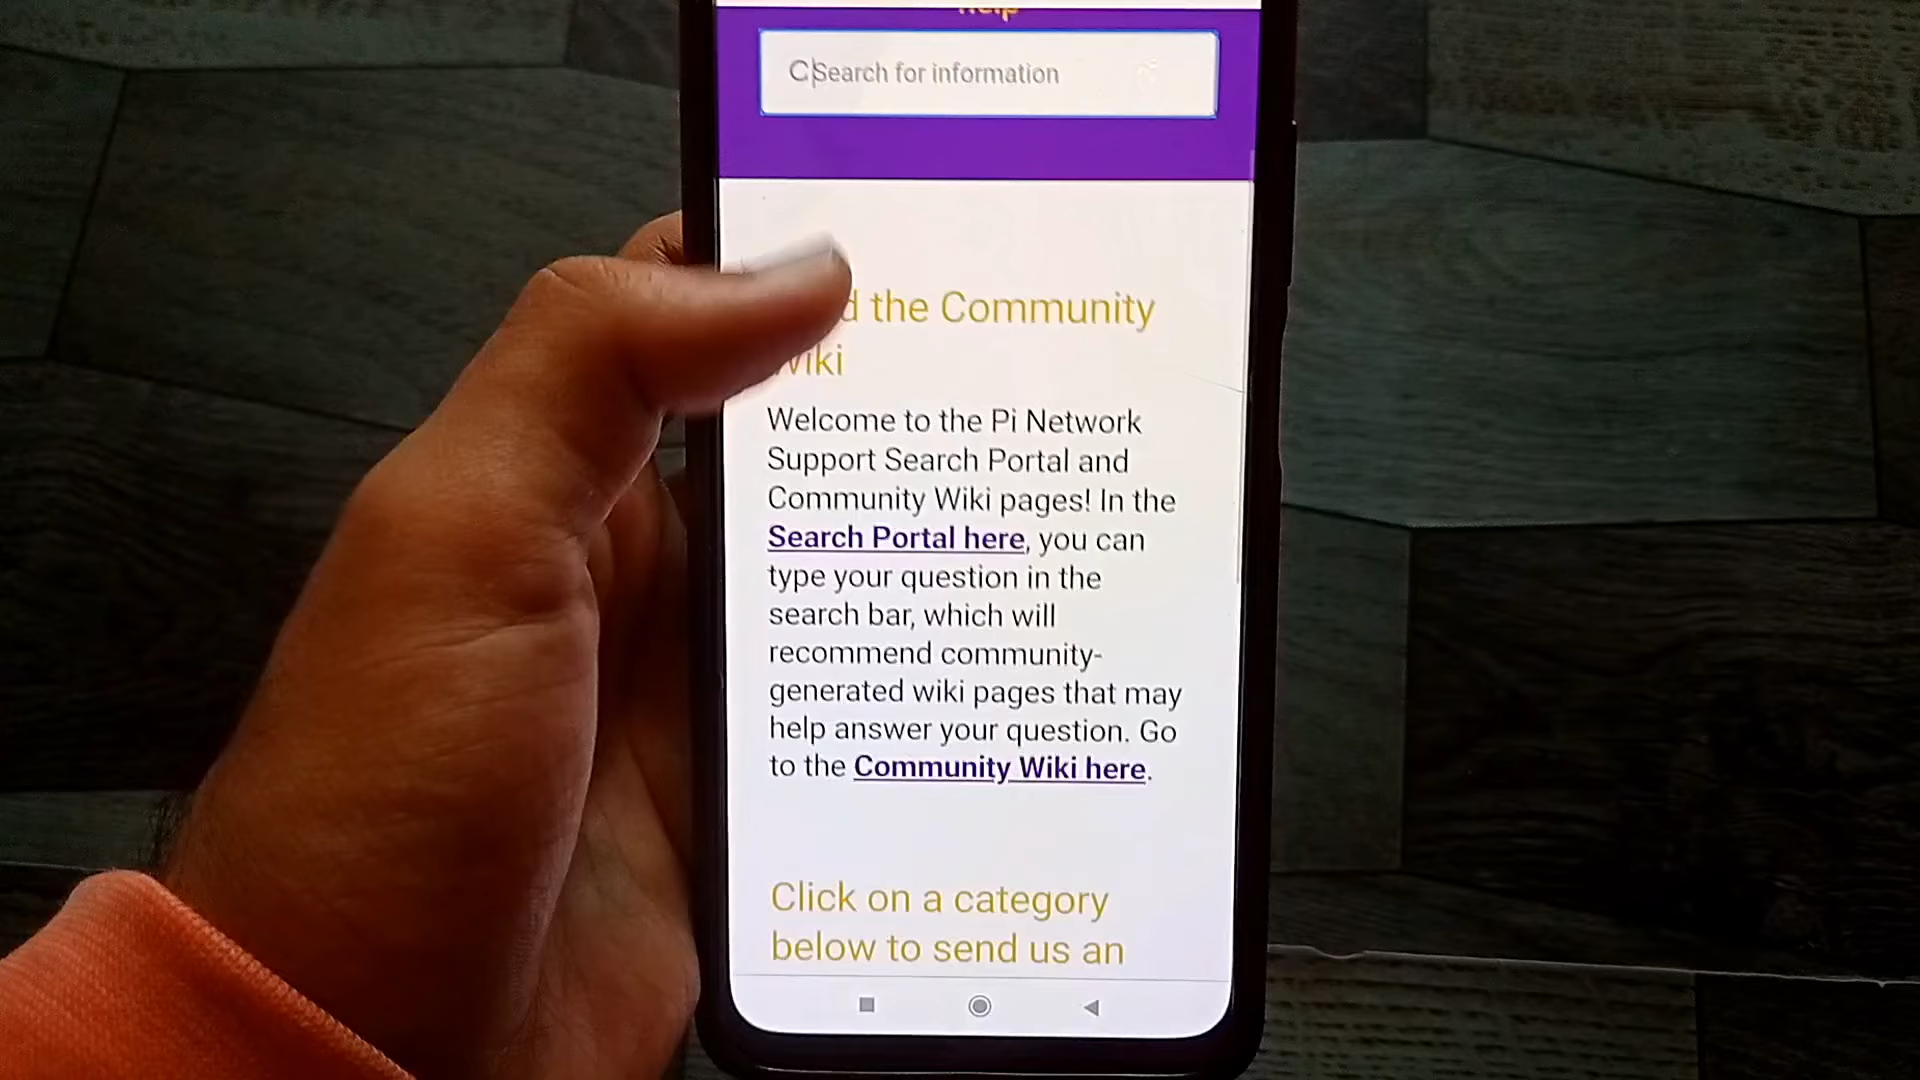 Search for information
the Community
Wiki
Welcome to the Pi Network
Support Search Portal and
Community Wiki pages! In the
Search Portal here, you can
type your question in the
search bar, which will
recommend community-
generated wiki pages that may
help answer your question. Go
to the Community Wiki here.
Click on a category
below to send us an